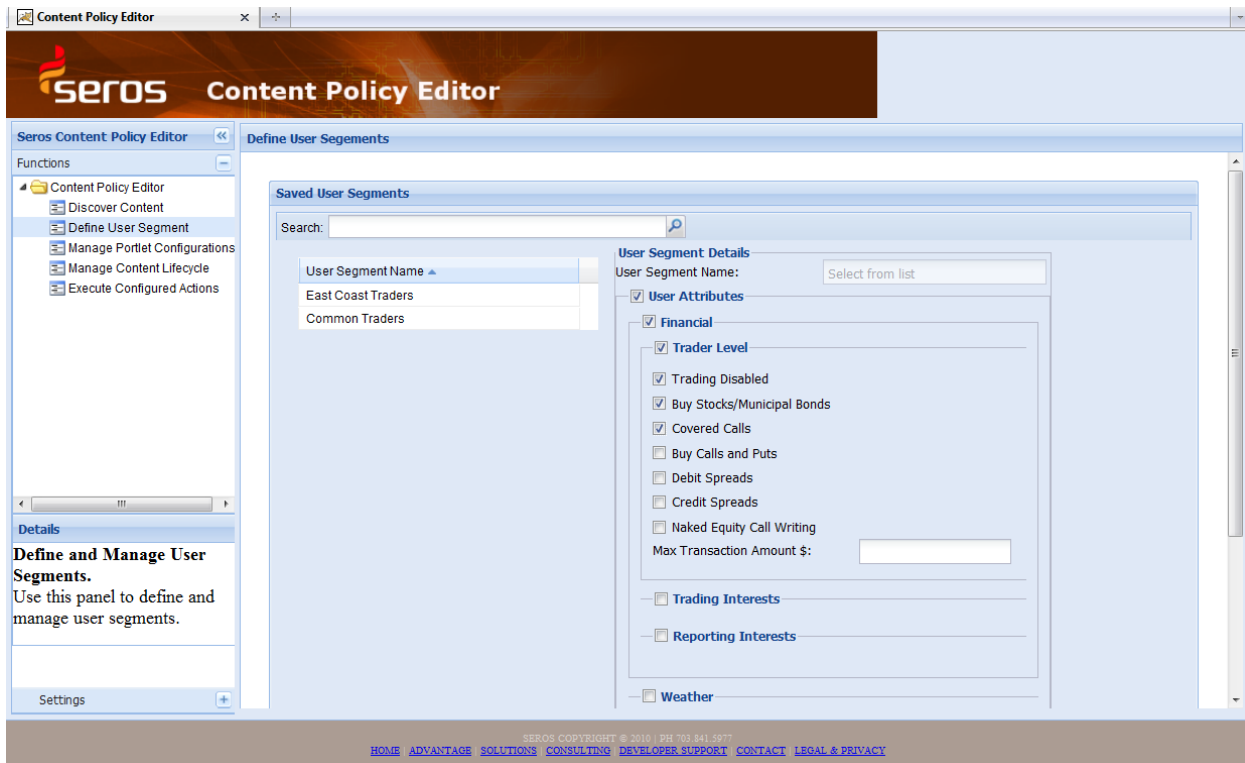 Content Policy Editor
seros Content Policy Editor
Seros Content Policy Editor
Functions
Content Policy Editor
Discover Content
Define User Segment
Manage Portlet Configurations
Manage Content Lifecycle
Execute Configured Actions
Details
Define and Manage User
Segments.
Use this panel to define and
manage user segments.
Settings
Define User Segements
Saved User Segments
Search:
User Segment Name
East Coast Traders
Common Traders
User Segment Details
User Segment Name: Select from list
User Attributes
Financial
Trader Level
Trading Disabled
Buy Stocks/Municipal Bonds
Covered Calls
Buy Calls and Puts
Debit Spreads
Credit Spreads
Naked Equity Call Writing
Max Transaction Amount $:
Trading Interests
Reporting Interests
Weather
SEROS COPYRIGHT © 2010 | PH 703.841.5977
HOME | ADVANTAGE | SOLUTIONS | CONSULTING | DEVELOPER SUPPORT | CONTACT | LEGAL & PRIVACY